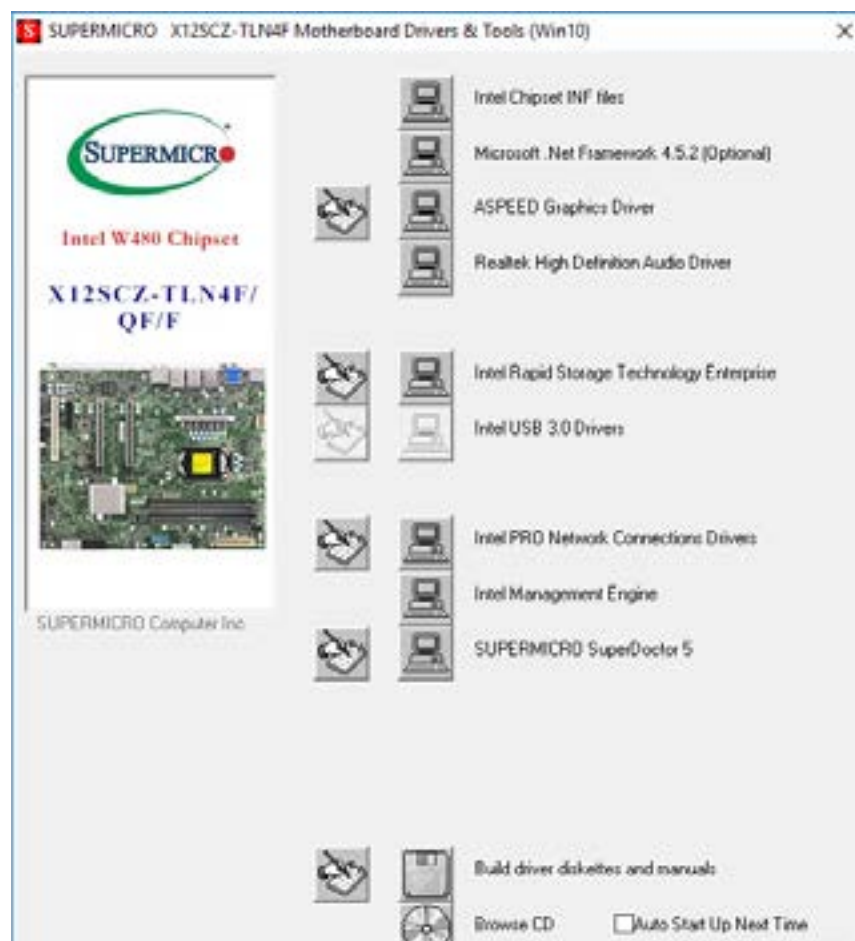 SUPERMICRO X12SCZ-TLN4F Motherboard Drivers & Tools (Win10)
SUPERMICR
Intel W480 Chipset
X12SCZ-TLN4F/
QF/F
SUPERMICRO Computer Inc.
Intel Chipset INF files
Microsoft .Net Framework 4.5.2 (Optional)
ASPEED Graphics Driver
Realtek High Definition Audio Driver
Intel Rapid Storage Technology Enterprise
Intel USB 3.0 Drivers
Intel PRO Network Connections Drivers
Intel Management Engine
SUPERMICRO SuperDoctor 5
Build driver diskettes and manuals
Browse CD
Auto Start Up Next Time